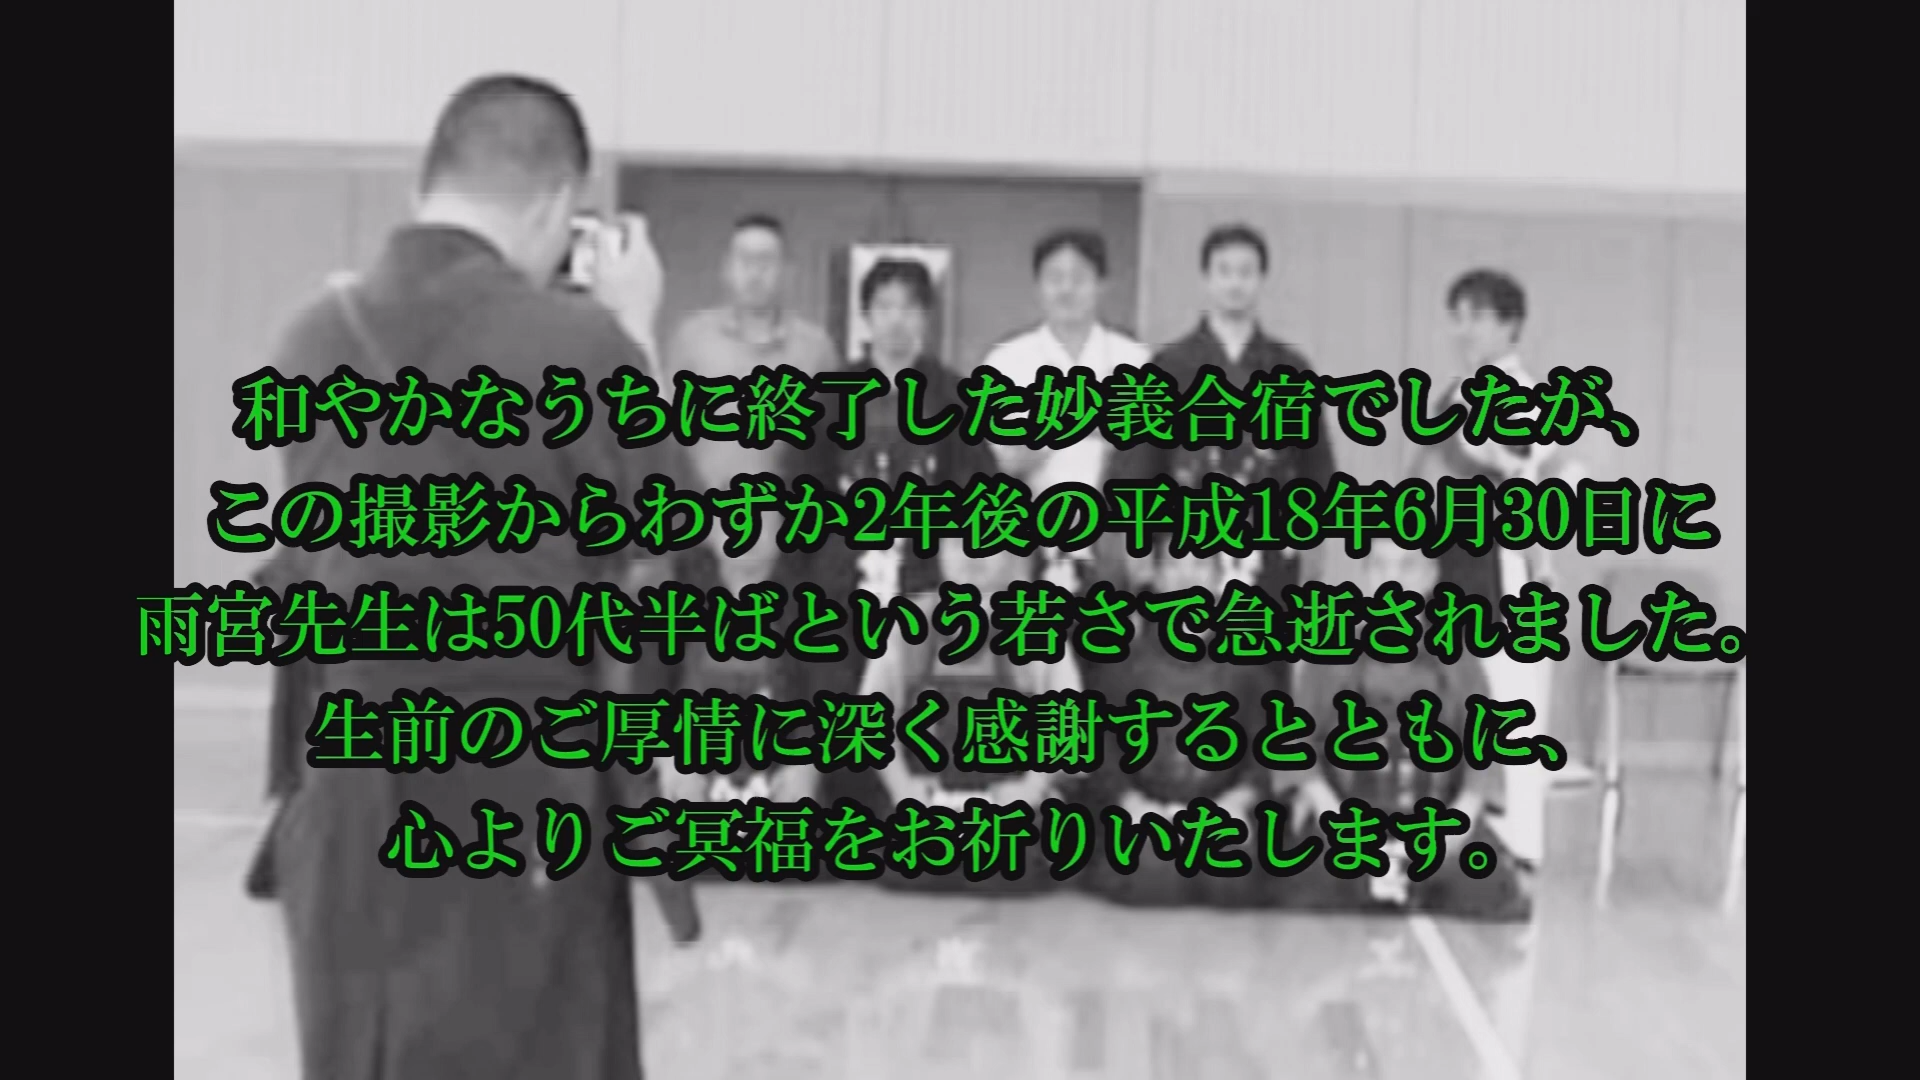 和やかなうちに終了した妙義合宿でしたが、
この撮影からわずか2年後の平成18年6月30日に
雨宮先生は50代半ばという若さで急逝されました。
生前のご厚情に深く感謝するとともに、
心よりご冥福をお祈りいたします。